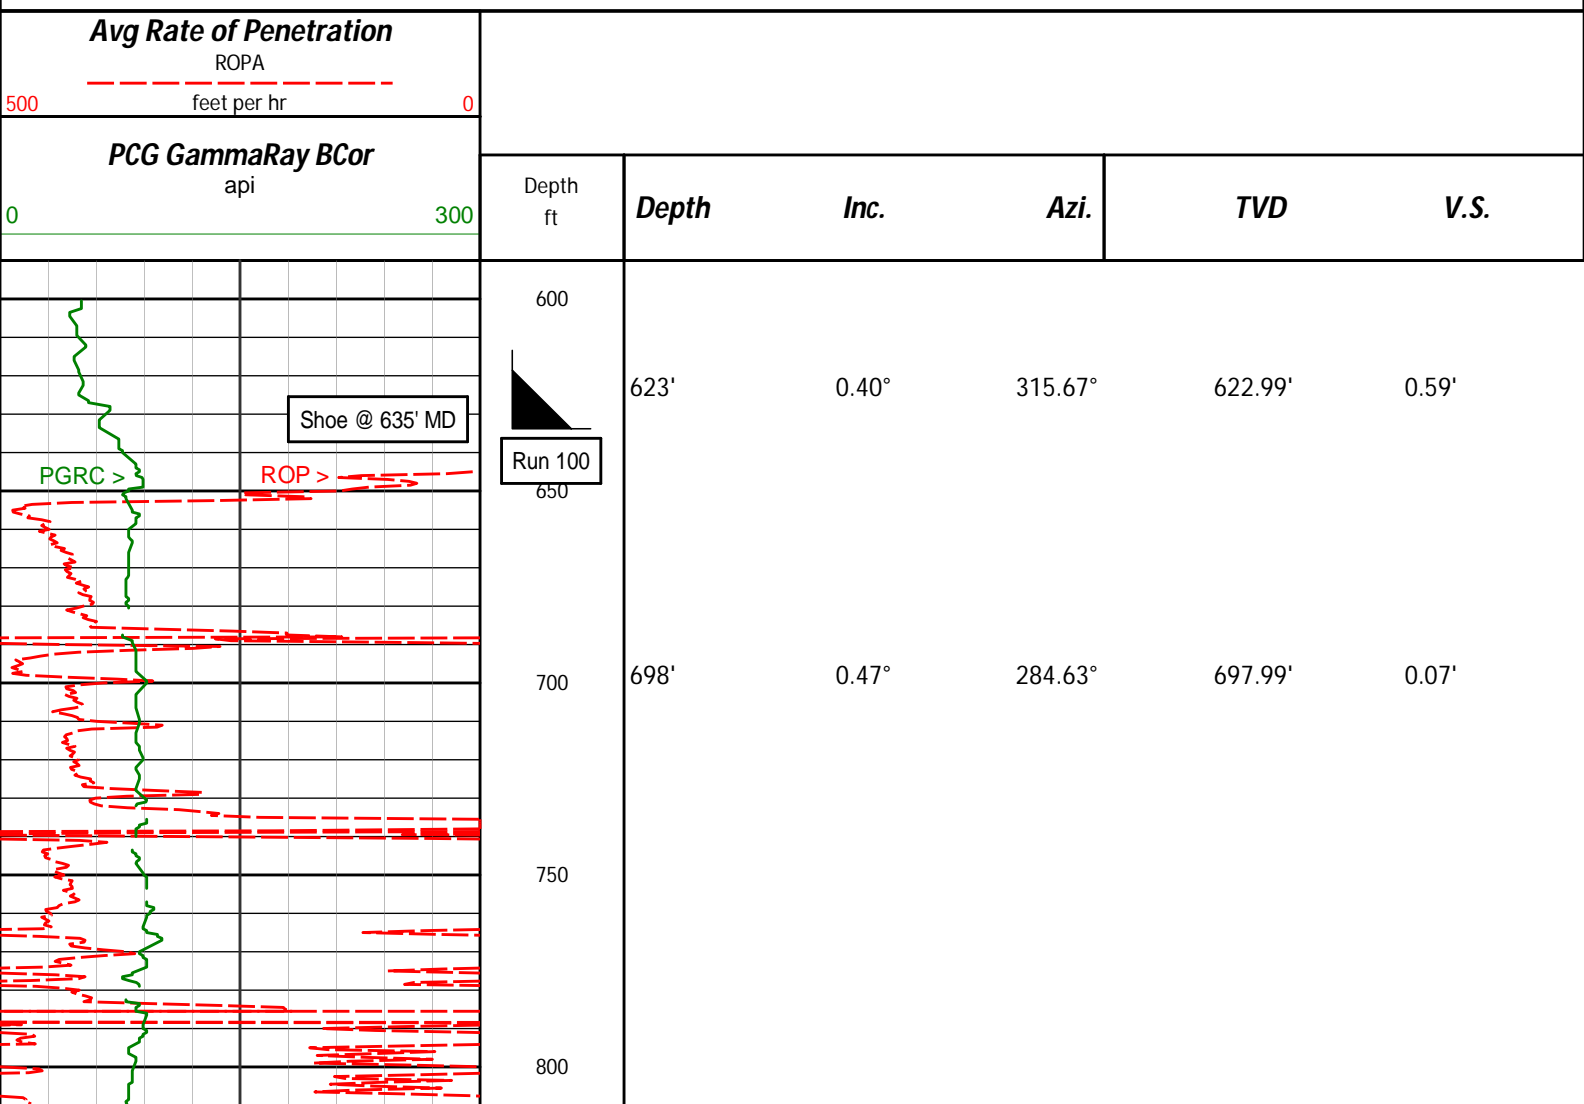 Avg Rate of Penetration
ROPA
500 feet per hr 0
PCG GammaRay BCor
api
0 300
Depth
ft
Depth Inc. Azi. TVD V.S.
600
623' 0.40° 315.67° 622.99' 0.59'
Shoe @ 635' MD
Run 100
PGRC > ROP >
650
700
698' 0.47° 284.63° 697.99' 0.07'
750
800